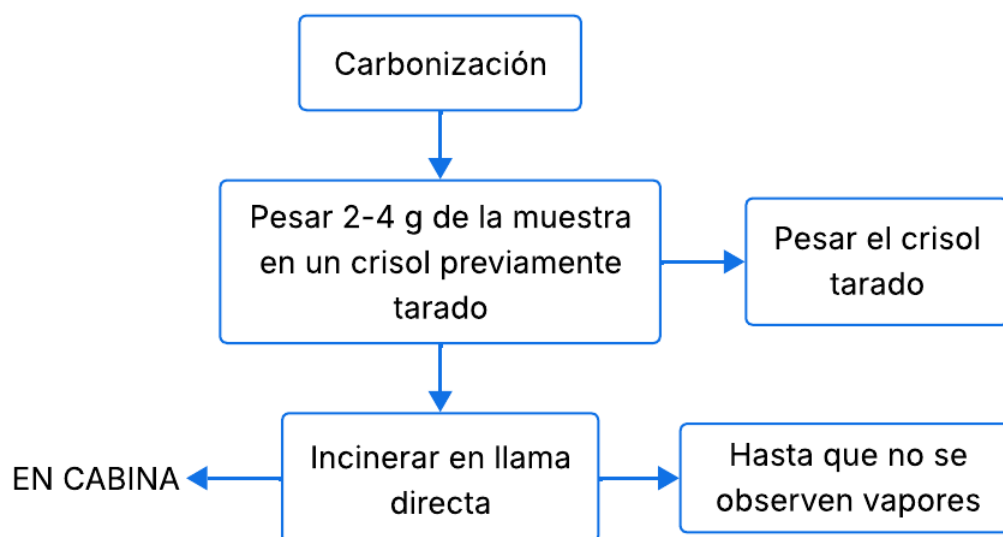 Carbonización
Pesar 2-4 g de la muestra
en un crisol previamente
tarado
Pesar el crisol
tarado
EN CABINA
Incinerar en llama
directa
Hasta que no se
observen vapores